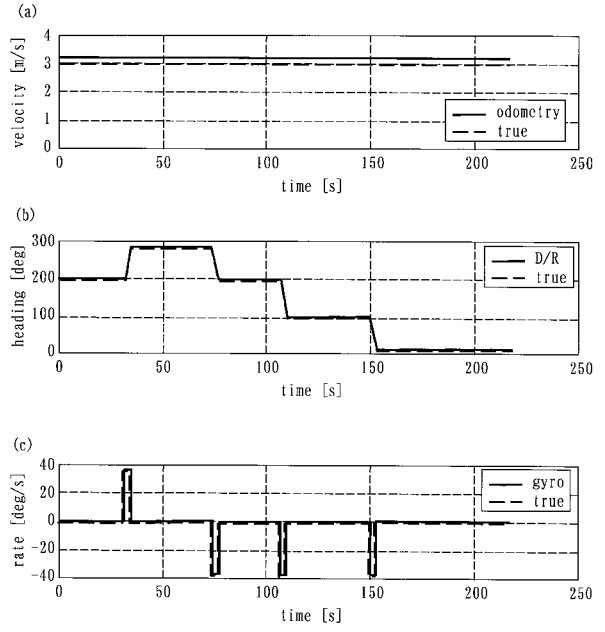 (a)
velocity [m/s]
4
3
2
1
0
odometry
true
0 50 100 150 200 250
time [s]
(b)
heading [deg]
300
200
100
0
D/R
true
0 50 100 150 200 250
time [s]
(c)
rate [deg/s]
40
20
0
-20
-40
gyro
true
0 50 100 150 200 250
time [s]